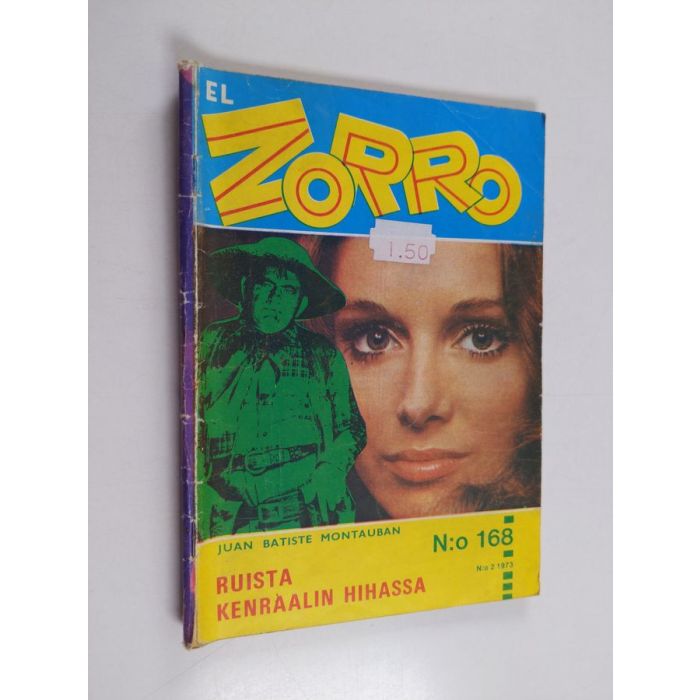 EL
ZORRO
1.50
JUAN BATISTE MONTAUBAN
N:o 168
N:o 2 1973
RUISTA
KENRAALIN HIHASSA